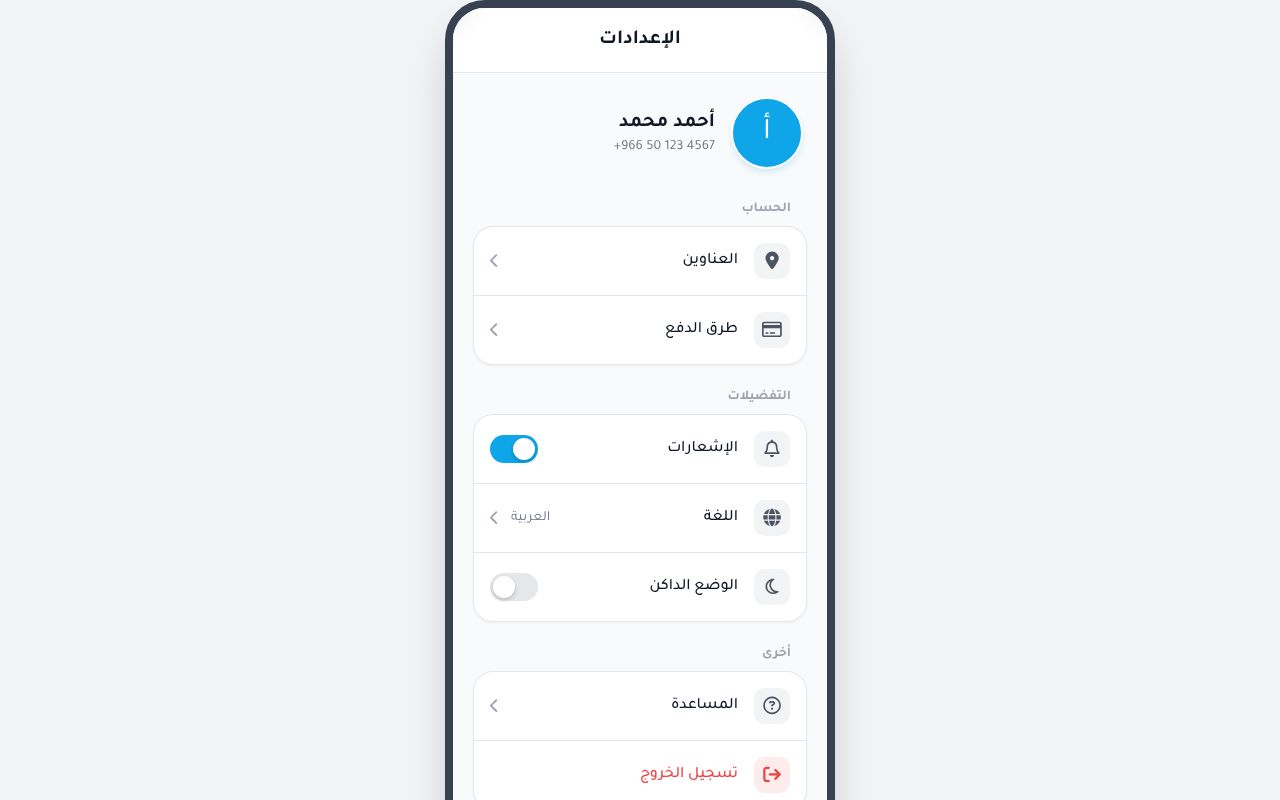 الإعدادات
أ
أحمد محمد
+966 50 123 4567
الحساب
العناوين
طرق الدفع
التفضيلات
الإشعارات
اللغة
العربية
الوضع الداكن
أخرى
المساعدة
تسجيل الخروج